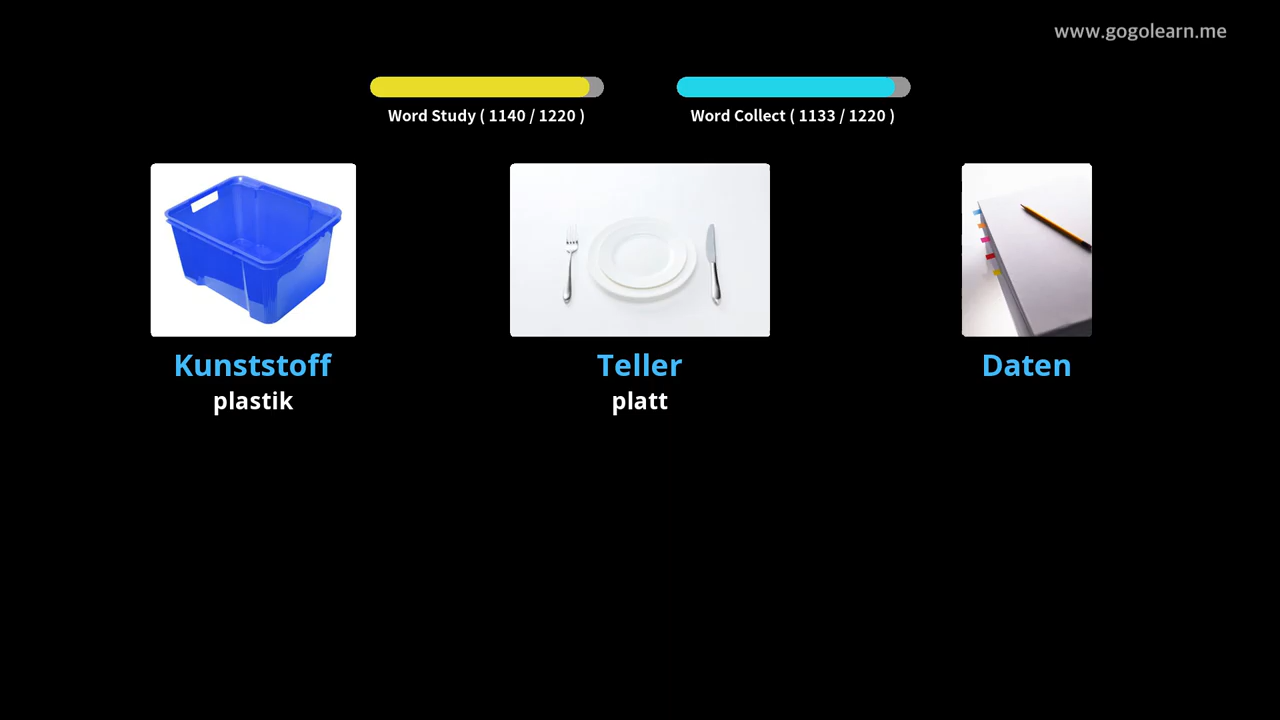 www.gogolearn.me
Word Study ( 1140 / 1220 )
Word Collect ( 1133 / 1220 )
Kunststoff
plastik
Teller
platt
Daten